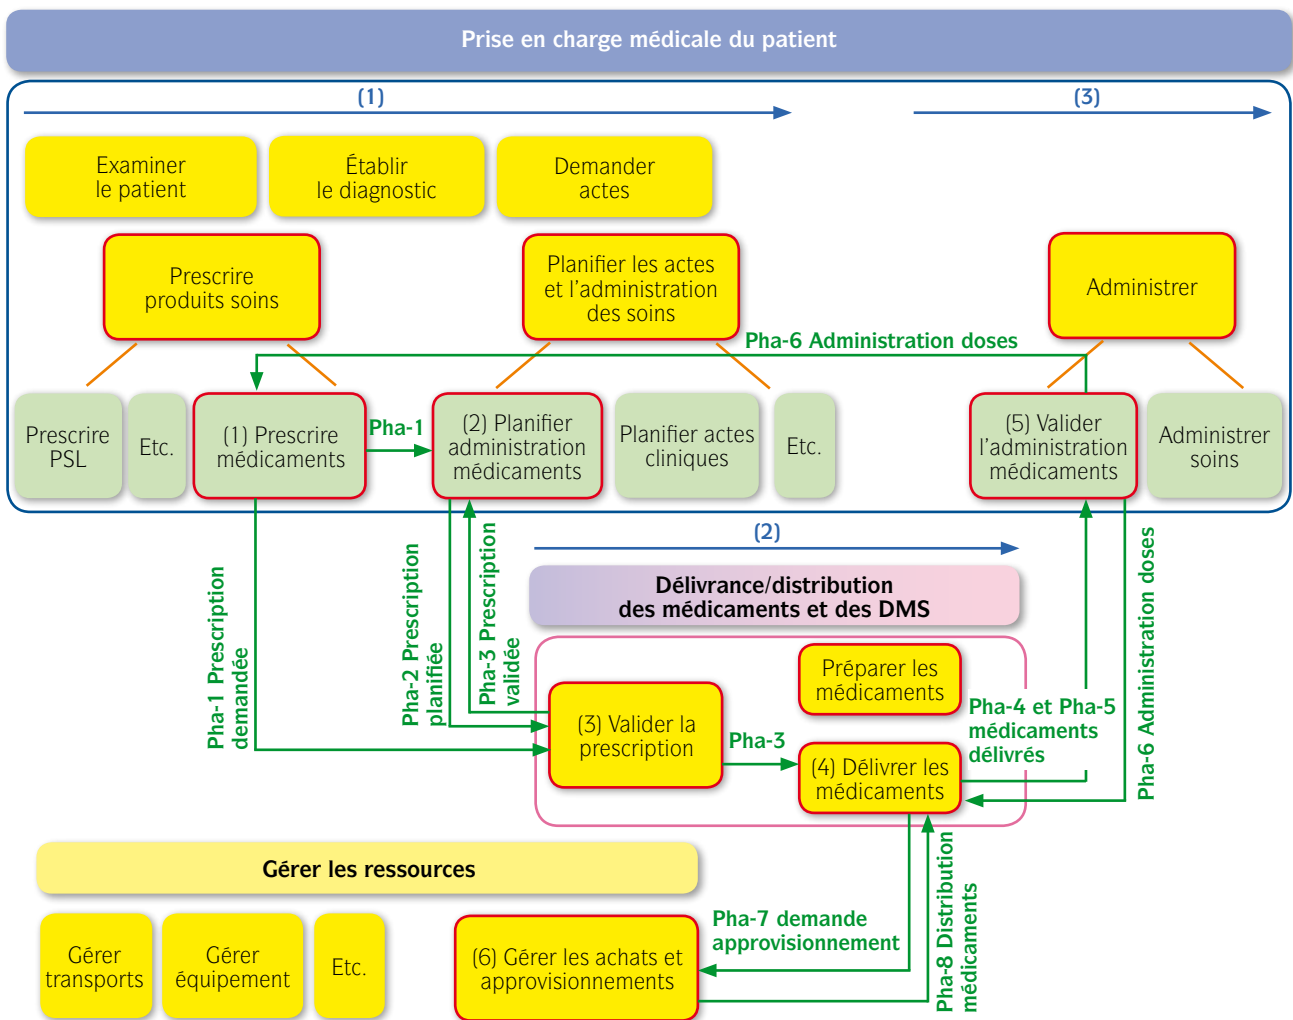 Prise en charge médicale du patient
(1)
(3)
Examiner
le patient
Établir
le diagnostic
Demander
actes
Prescrire
produits soins
Planifier les actes
et l'administration
des soins
Administrer
Pha-6 Administration doses
Prescrire
PSL
Etc.
(1) Prescrire
médicaments
Pha-1
(2) Planifier
administration
médicaments
Planifier actes
cliniques
Etc.
(5) Valider
l'administration
médicaments
Administrer
soins
Pha-1 Prescription
demandée
Pha-2 Prescription
planifiée
Pha-3 Prescription
validée
(2)
Délivrance/distribution
des médicaments et des DMS
Préparer les
médicaments
(3) Valider la
prescription
Pha-3
(4) Délivrer les
médicaments
Pha-4 et Pha-5
médicaments
délivrés
Pha-6 Administration doses
Gérer les ressources
Gérer
transports
Gérer
équipement
Etc.
(6) Gérer les achats et
approvisionnements
Pha-7 demande
approvisionnement
Pha-8 Distribution
médicaments